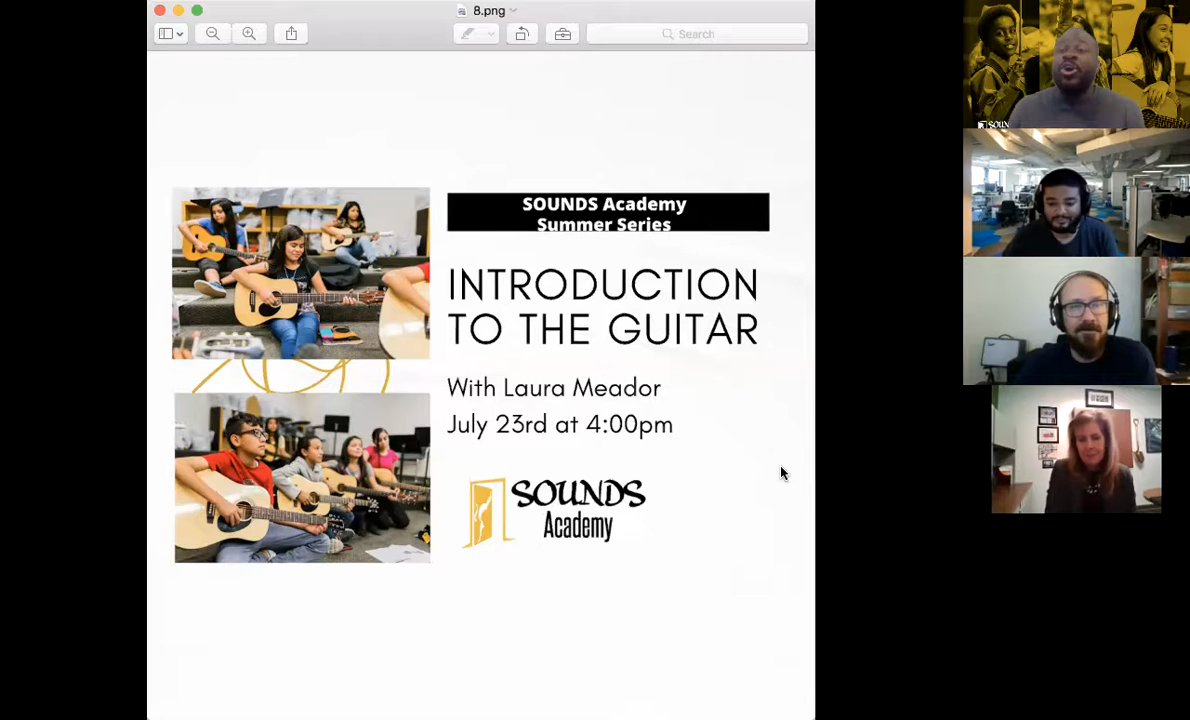 8.png
Search
SOUNDS Academy
Summer Series
INTRODUCTION
TO THE GUITAR
With Laura Meador
July 23rd at 4:00pm
SOUNDS
Academy
SOUN